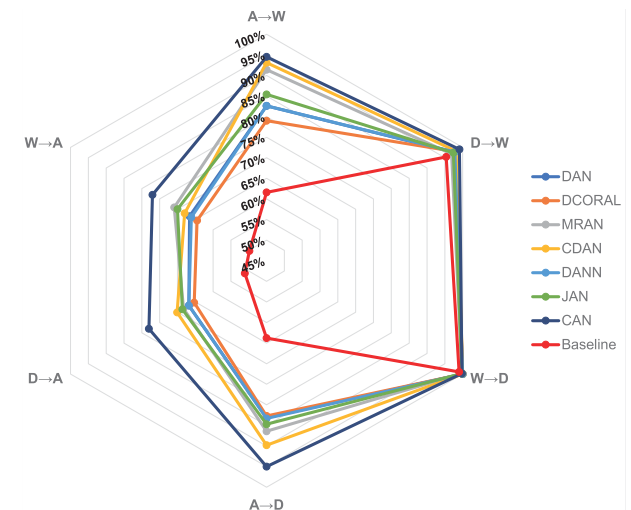 A→W
100%
95%
90%
85%
80%
75%
70%
65%
60%
55%
50%
45%
W→A
D→W
D→A
W→D
A→D
DAN
DCORAL
MRAN
CDAN
DANN
JAN
CAN
Baseline